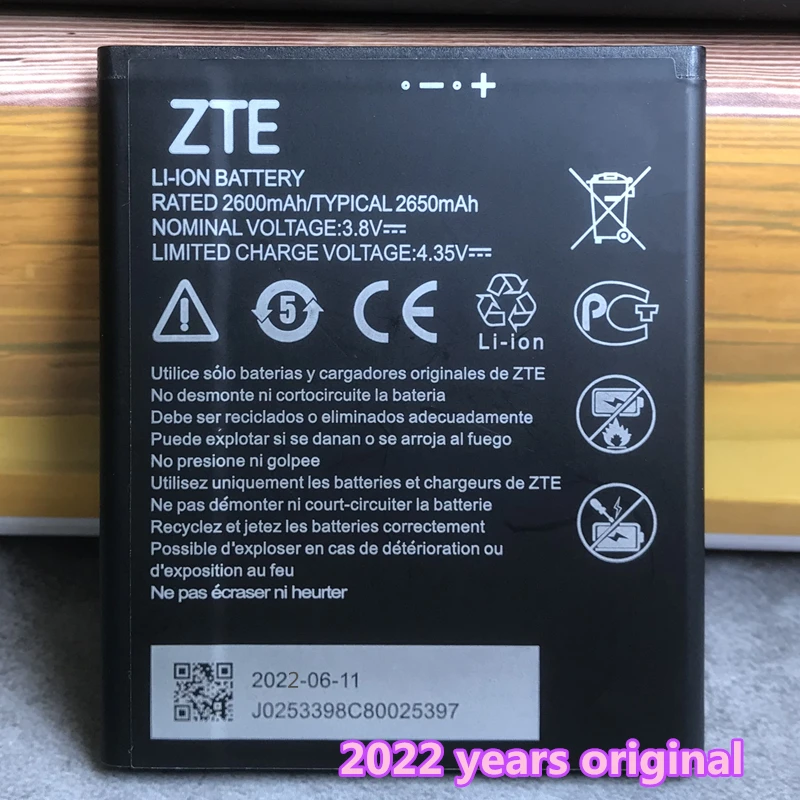 ZTE
LI-ION BATTERY
RATED 2600mAh/TYPICAL 2650mAh
NOMINAL VOLTAGE:3.8V⎓
LIMITED CHARGE VOLTAGE:4.35V⎓
5
CE
Li-ion
PCT
Utilice sólo baterias y cargadores originales de ZTE
No desmonte ni cortocircuite la bateria
Debe ser reciclados o eliminados adecuadamente
Puede explotar si se danan o se arroja al fuego
No presione ni golpee
Utilisez uniquement les batteries et chargeurs de ZTE
Ne pas démonter ni court-circuiter la batterie
Recyclez et jetez les batteries correctement
Possible d'exploser en cas de détérioration ou
d'exposition au feu
Ne pas écraser ni heurter
2022-06-11
J0253398C80025397
2022 years original